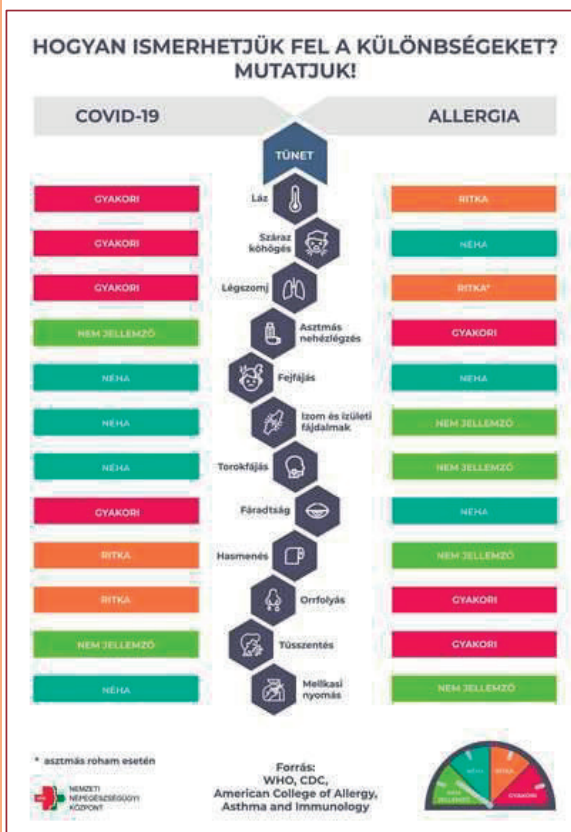 HOGYAN ISMERHETJÜK FEL A KÜLÖNBSÉGEKET?
MUTATJUK!
COVID-19
ALLERGIA
TÜNET
GYAKORI
Láz
RITKA
GYAKORI
Száraz
köhögés
NÉHA
GYAKORI
Légszomj
RITKA*
NEM JELLEMZŐ
Asztmás
nehézlégzés
GYAKORI
NÉHA
Fejfájás
NÉHA
NÉHA
Izom és ízületi
fájdalmak
NEM JELLEMZŐ
NÉHA
Torokfájás
NEM JELLEMZŐ
GYAKORI
Fáradtság
NÉHA
RITKA
Hasmenés
NEM JELLEMZŐ
RITKA
Orrfolyás
GYAKORI
NEM JELLEMZŐ
Tüsszentés
GYAKORI
NÉHA
Mellkasi
nyomás
NEM JELLEMZŐ
* asztmás roham esetén
NEMZETI
NÉPEGÉSZSÉGÜGYI
KÖZPONT
Forrás:
WHO, CDC,
American College of Allergy,
Asthma and Immunology
NEM
JELLEMZŐ
NÉHA
RITKA
GYAKORI